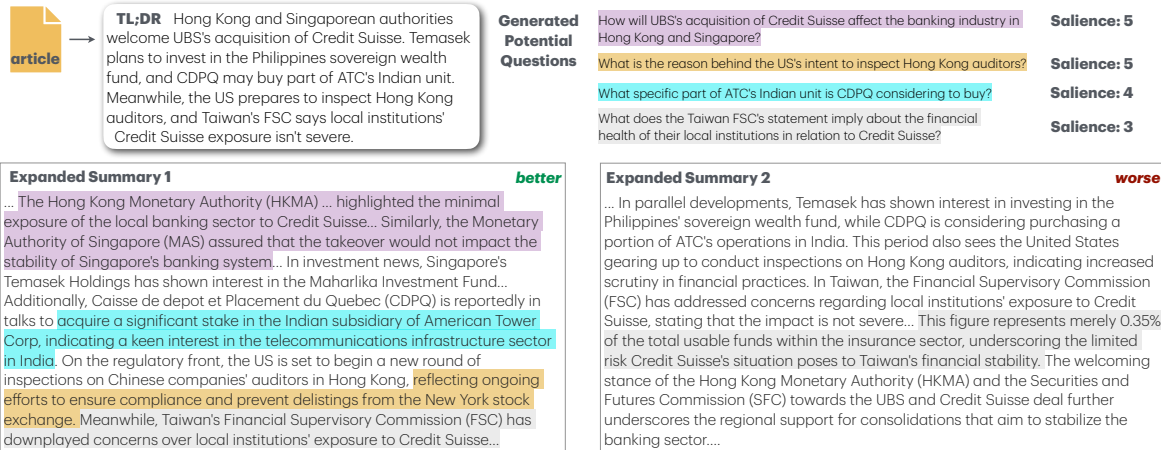 article
TL;DR Hong Kong and Singaporean authorities
welcome UBS's acquisition of Credit Suisse. Temasek
plans to invest in the Philippines sovereign wealth
fund, and CDPQ may buy part of ATC's Indian unit.
Meanwhile, the US prepares to inspect Hong Kong
auditors, and Taiwan's FSC says local institutions'
Credit Suisse exposure isn't severe.
Generated
Potential
Questions
How will UBS's acquisition of Credit Suisse affect the banking industry in
Hong Kong and Singapore?
Salience: 5
What is the reason behind the US's intent to inspect Hong Kong auditors?
Salience: 5
What specific part of ATC's Indian unit is CDPQ considering to buy?
Salience: 4
What does the Taiwan FSC's statement imply about the financial
health of their local institutions in relation to Credit Suisse?
Salience: 3
Expanded Summary 1
better
... The Hong Kong Monetary Authority (HKMA) ... highlighted the minimal
exposure of the local banking sector to Credit Suisse... Similarly, the Monetary
Authority of Singapore (MAS) assured that the takeover would not impact the
stability of Singapore's banking system... In investment news, Singapore's
Temasek Holdings has shown interest in the Maharlika Investment Fund...
Additionally, Caisse de depot et Placement du Quebec (CDPQ) is reportedly in
talks to acquire a significant stake in the Indian subsidiary of American Tower
Corp, indicating a keen interest in the telecommunications infrastructure sector
in India. On the regulatory front, the US is set to begin a new round of
inspections on Chinese companies' auditors in Hong Kong, reflecting ongoing
efforts to ensure compliance and prevent delistings from the New York stock
exchange. Meanwhile, Taiwan's Financial Supervisory Commission (FSC) has
downplayed concerns over local institutions' exposure to Credit Suisse...
Expanded Summary 2
worse
... In parallel developments, Temasek has shown interest in investing in the
Philippines' sovereign wealth fund, while CDPQ is considering purchasing a
portion of ATC's operations in India. This period also sees the United States
gearing up to conduct inspections on Hong Kong auditors, indicating increased
scrutiny in financial practices. In Taiwan, the Financial Supervisory Commission
(FSC) has addressed concerns regarding local institutions' exposure to Credit
Suisse, stating that the impact is not severe... This figure represents merely 0.35%
of the total usable funds within the insurance sector, underscoring the limited
risk Credit Suisse's situation poses to Taiwan's financial stability. The welcoming
stance of the Hong Kong Monetary Authority (HKMA) and the Securities and
Futures Commission (SFC) towards the UBS and Credit Suisse deal further
underscores the regional support for consolidations that aim to stabilize the
banking sector....